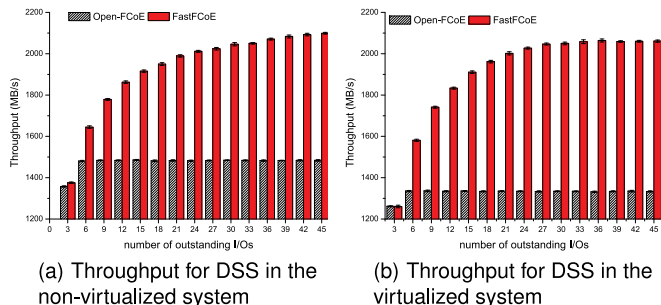 Open-FCoE FastFCoE
2200
2000
1800
1600
1400
1200
Throughput (MB/s)
0 3 6 9 12 15 18 21 24 27 30 33 36 39 42 45
number of outstanding I/Os
(a) Throughput for DSS in the
non-virtualized system
Open-FCoE FastFCoE
2200
2000
1800
1600
1400
1200
Throughput (MB/s)
3 6 9 12 15 18 21 24 27 30 33 36 39 42 45
number of outstanding I/Os
(b) Throughput for DSS in the
virtualized system